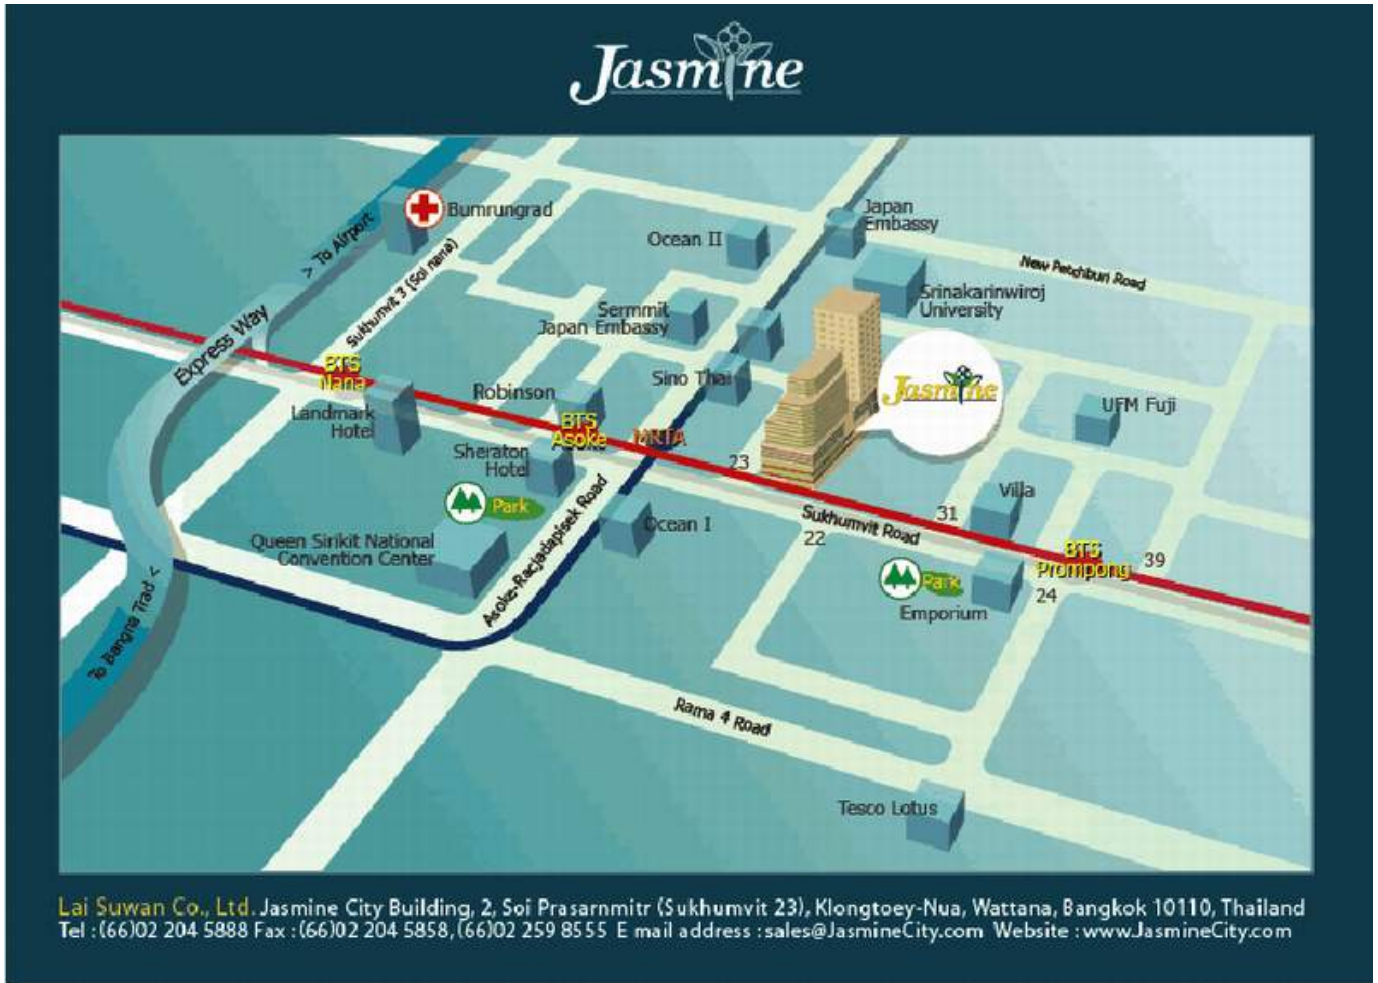 Jasmine
Bumrungrad
> To Airport
Sukhumvit 3 (Soi nana)
Express Way
Japan
Embassy
Ocean II
New Petchburi Road
Srinakarinwiroj
University
Sermmit
Japan Embassy
BTS
Nana
Robinson
Sino Thai
Jasmine
UFM Fuji
Landmark
Hotel
BTS
Asoke
MRTA
Sheraton
Hotel
23
Park
Villa
Ocean I
Sukhumvit Road
31
22
Queen Sirikit National
Convention Center
Asoke-Racjadapisek Road
BTS
Prompong
39
Park
24
Emporium
To Bangna Trad <
Rama 4 Road
Tesco Lotus
Lai Suwan Co., Ltd. Jasmine City Building, 2, Soi Prasarnmitr (Sukhumvit 23), Klongtoey-Nua, Wattana, Bangkok 10110, Thailand
Tel : (66)02 204 5888 Fax : (66)02 204 5858, (66)02 259 8555 E mail address : sales@JasmineCity.com Website : www.JasmineCity.com